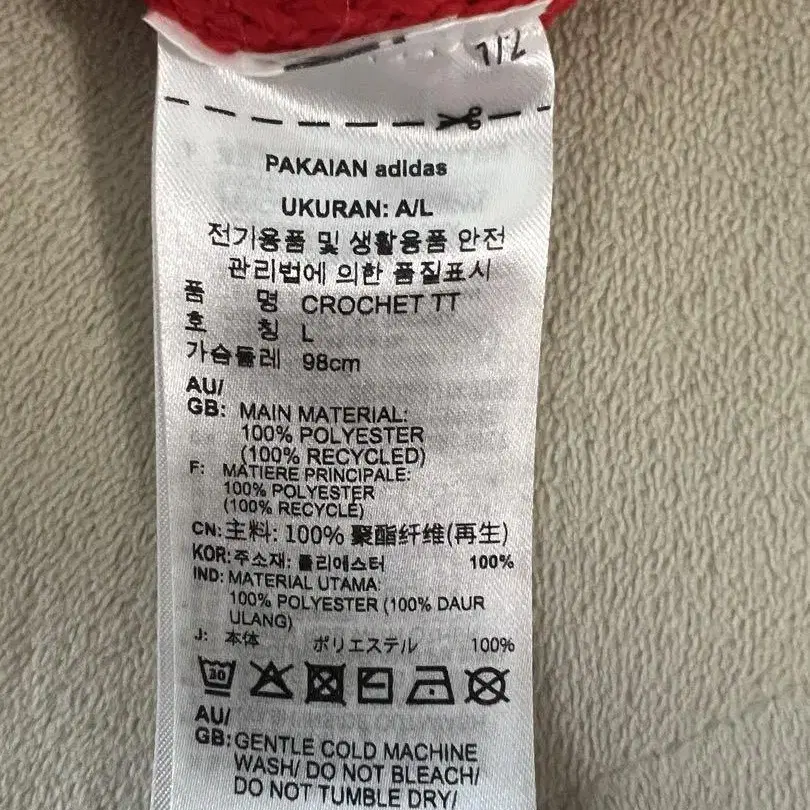 1/2
PAKAIAN adidas
UKURAN: A/L
전기용품 및 생활용품 안전
관리법에 의한 품질표시
품 명 CROCHET TT
호 칭 L
가슴둘레 98cm
AU/
GB: MAIN MATERIAL:
100% POLYESTER
(100% RECYCLED)
F: MATIERE PRINCIPALE:
100% POLYESTER
(100% RECYCLÉ)
CN: 主料: 100% 聚酯纤维(再生)
KOR: 주소재: 폴리에스터 100%
IND: MATERIAL UTAMA:
100% POLYESTER (100% DAUR
ULANG)
J: 本体 ポリエステル 100%
30
AU/
GB: GENTLE COLD MACHINE
WASH/ DO NOT BLEACH/
DO NOT TUMBLE DRY/